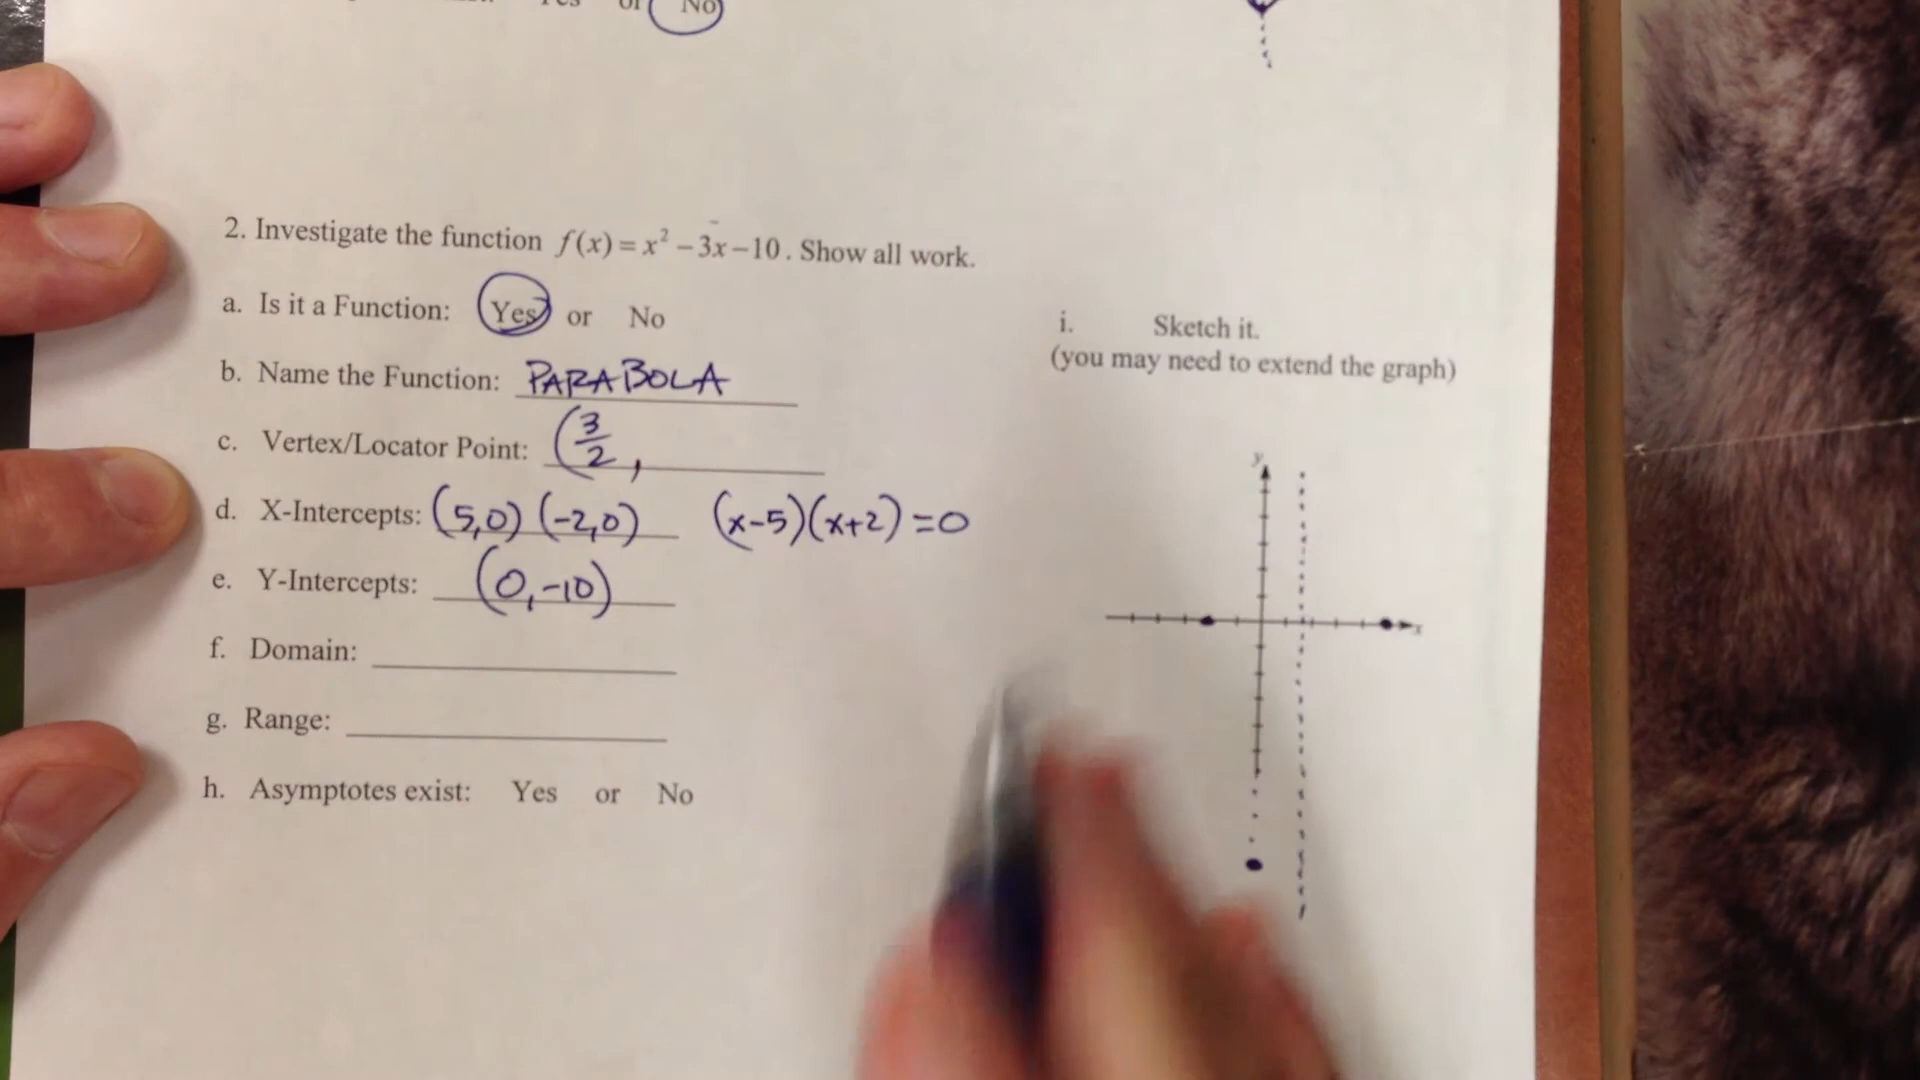 or No
2. Investigate the function f(x) = x² − 3x − 10. Show all work.
a. Is it a Function: Yes or No
b. Name the Function: PARABOLA
c. Vertex/Locator Point: (3/2,
d. X-Intercepts: (5,0) (-2,0) (x-5)(x+2)=0
e. Y-Intercepts: (0,-10)
f. Domain:
g. Range:
h. Asymptotes exist: Yes or No
i. Sketch it.
(you may need to extend the graph)
y
x